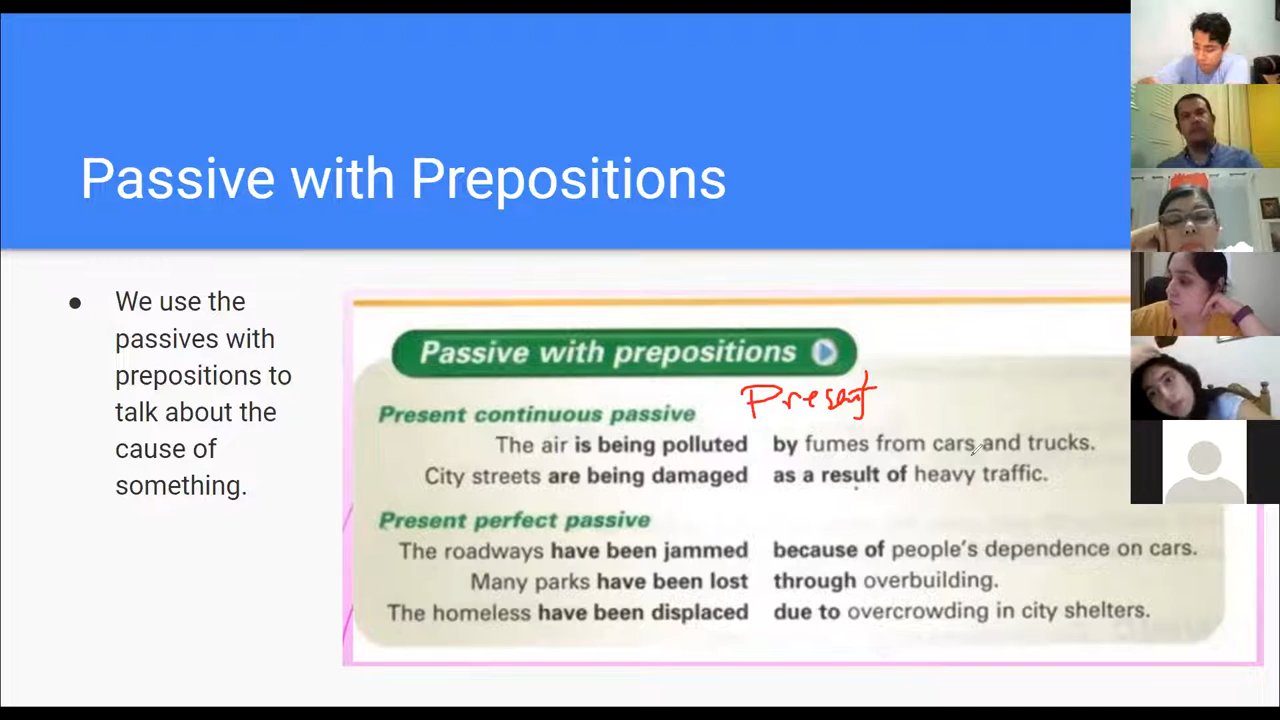 Passive with Prepositions
● We use the
passives with
prepositions to
talk about the
cause of
something.
Passive with prepositions
Present
Present continuous passive
The air is being polluted by fumes from cars and trucks.
City streets are being damaged as a result of heavy traffic.
Present perfect passive
The roadways have been jammed because of people's dependence on cars.
Many parks have been lost through overbuilding.
The homeless have been displaced due to overcrowding in city shelters.